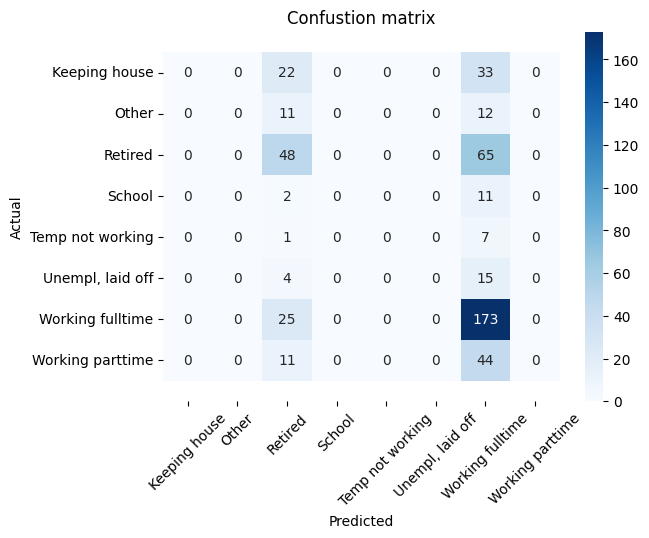 Confustion matrix
Keeping house 0 0 22 0 0 0 33 0
Other 0 0 11 0 0 0 12 0
Retired 0 0 48 0 0 0 65 0
School 0 0 2 0 0 0 11 0
Temp not working 0 0 1 0 0 0 7 0
Unempl, laid off 0 0 4 0 0 0 15 0
Working fulltime 0 0 25 0 0 0 173 0
Working parttime 0 0 11 0 0 0 44 0
Actual
Keeping house
Other
Retired
School
Temp not working
Unempl, laid off
Working fulltime
Working parttime
Predicted
160
140
120
100
80
60
40
20
0